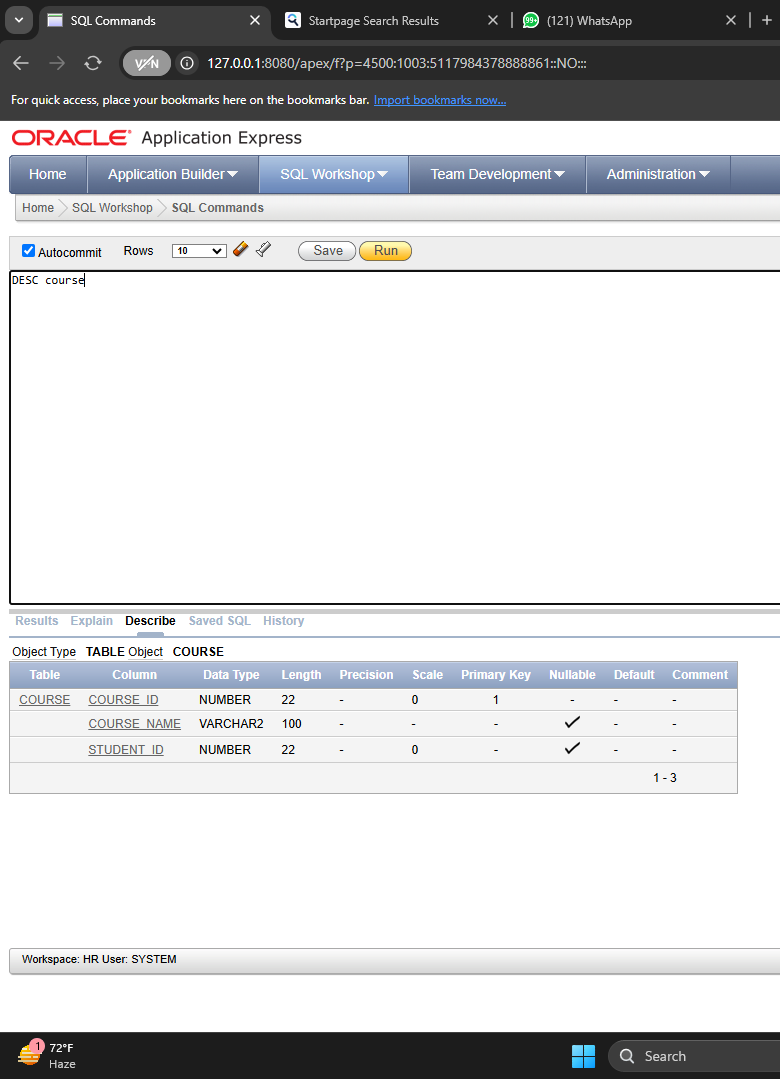 SQL Commands
Startpage Search Results
99+ (121) WhatsApp
VPN 127.0.0.1:8080/apex/f?p=4500:1003:5117984378888861::NO:::
For quick access, place your bookmarks here on the bookmarks bar. Import bookmarks now...
ORACLE Application Express
Home Application Builder SQL Workshop Team Development Administration
Home SQL Workshop SQL Commands
Autocommit Rows 10 Save Run
DESC course
Results Explain Describe Saved SQL History
Object Type TABLE Object COURSE
Table Column Data Type Length Precision Scale Primary Key Nullable Default Comment
COURSE COURSE_ID NUMBER 22 - 0 1 - - -
COURSE_NAME VARCHAR2 100 - - - ✓ - -
STUDENT_ID NUMBER 22 - 0 - ✓ - -
1 - 3
Workspace: HR User: SYSTEM
1 72°F
Haze
Search